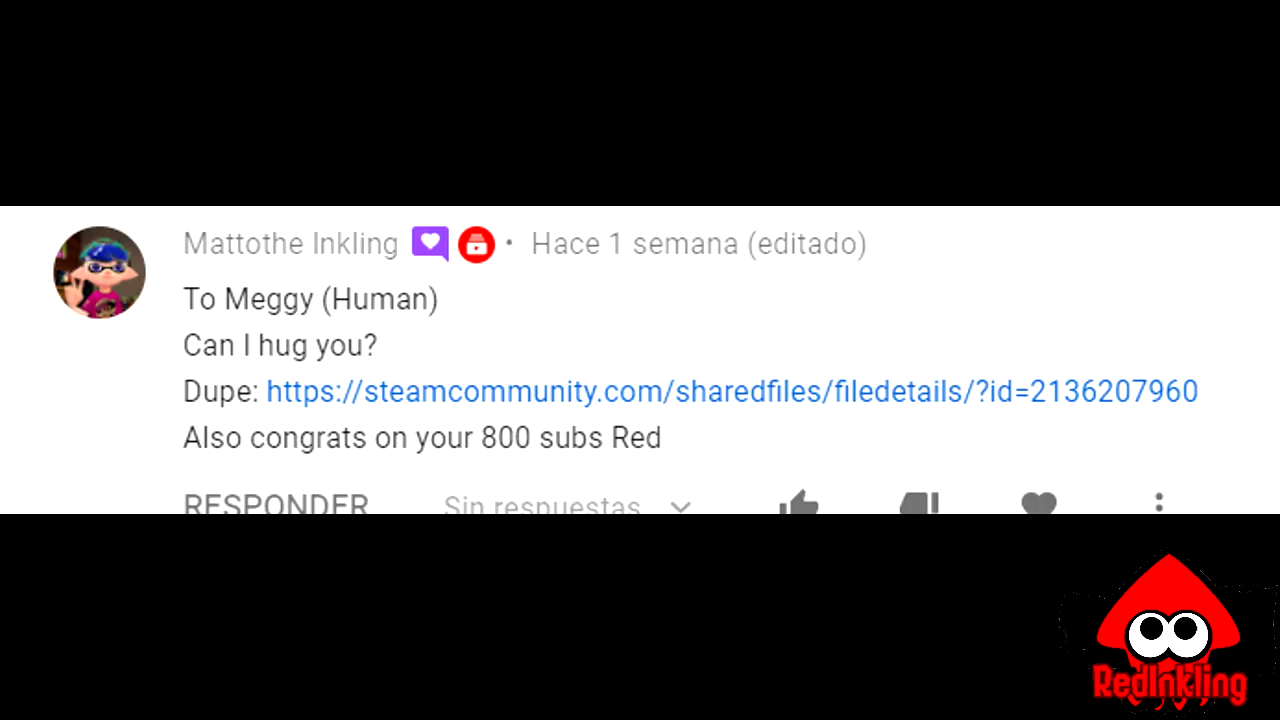 Mattothe Inkling • Hace 1 semana (editado)
To Meggy (Human)
Can I hug you?
Dupe: https://steamcommunity.com/sharedfiles/filedetails/?id=2136207960
Also congrats on your 800 subs Red
RESPONDER Sin respuestas
RedInkling